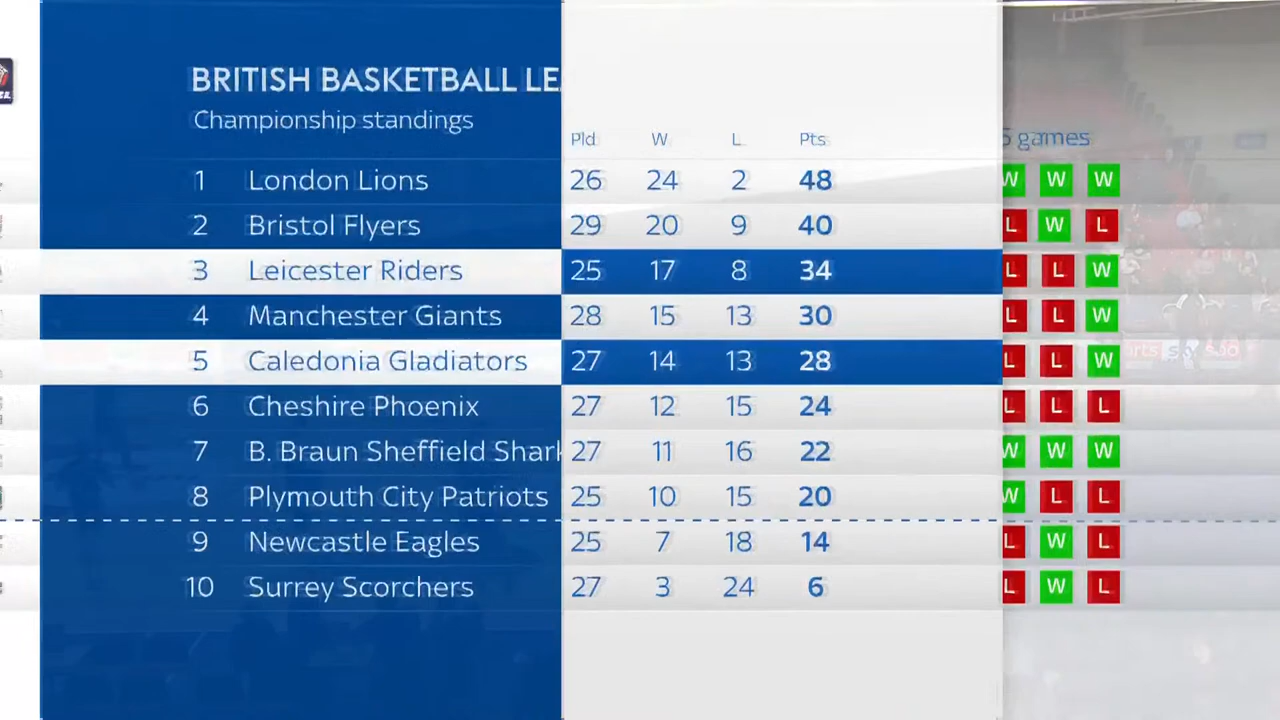 BRITISH BASKETBALL LE
Championship standings
Pld W L Pts 5 games
1 London Lions 26 24 2 48 W W W
2 Bristol Flyers 29 20 9 40 L W L
3 Leicester Riders 25 17 8 34 L L W
4 Manchester Giants 28 15 13 30 L L W
5 Caledonia Gladiators 27 14 13 28 L L W
6 Cheshire Phoenix 27 12 15 24 L L L
7 B. Braun Sheffield Shark 27 11 16 22 W W W
8 Plymouth City Patriots 25 10 15 20 W L L
9 Newcastle Eagles 25 7 18 14 L W L
10 Surrey Scorchers 27 3 24 6 L W L